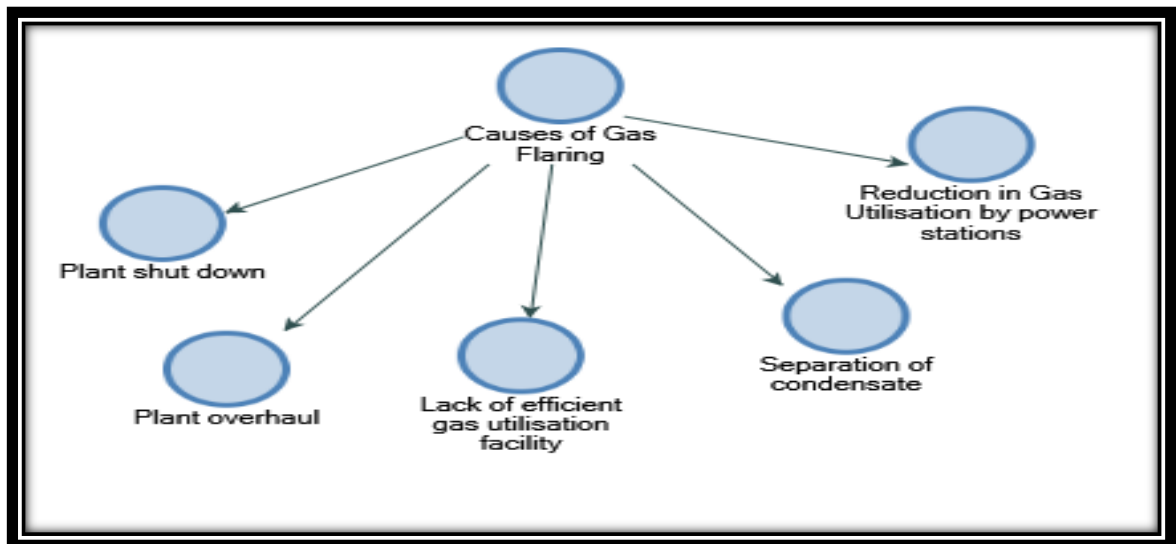 Causes of Gas
Flaring
Reduction in Gas
Utilisation by power
stations
Plant shut down
Separation of
condensate
Plant overhaul
Lack of efficient
gas utilisation
facility